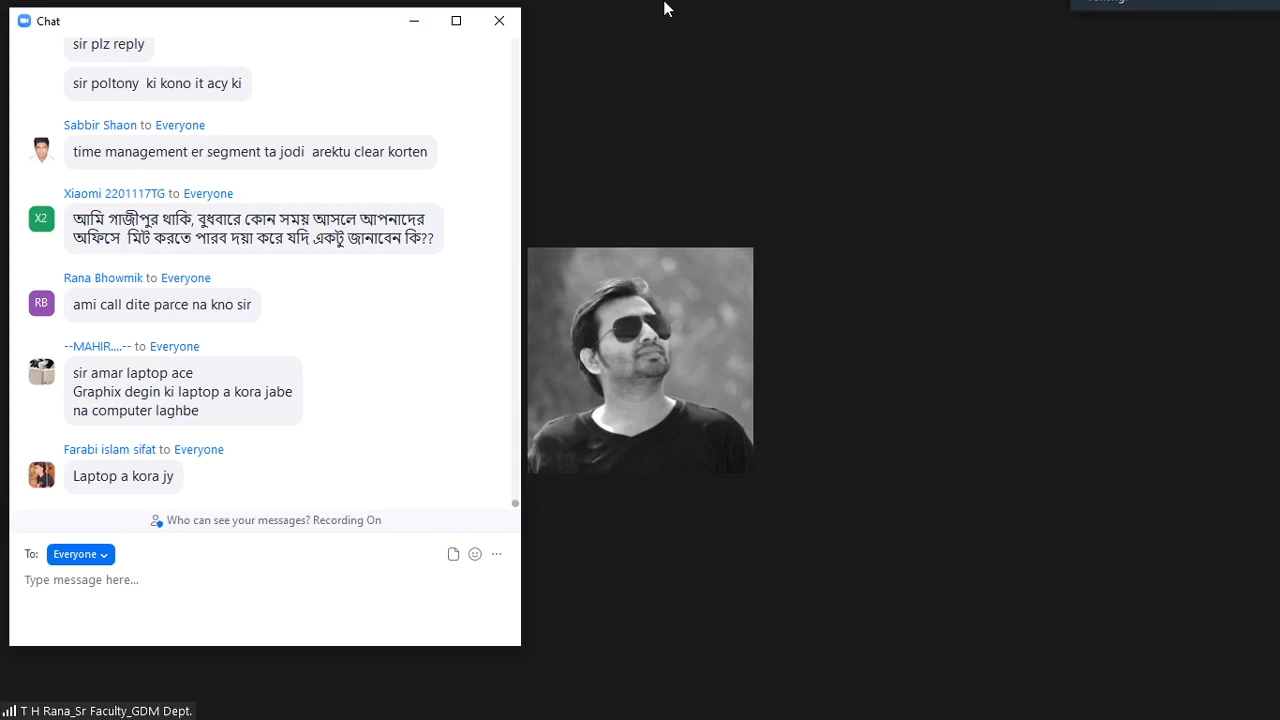 Chat
sir plz reply
sir poltony ki kono it acy ki
Sabbir Shaon to Everyone
time management er segment ta jodi arektu clear korten
Xiaomi 2201117TG to Everyone
X2
আমি গাজীপুর থাকি, বুধবারে কোন সময় আসলে আপনাদের
অফিসে মিট করতে পারব দয়া করে যদি একটু জানাবেন কি??
Rana Bhowmik to Everyone
RB
ami call dite parce na kno sir
--MAHIR....-- to Everyone
sir amar laptop ace
Graphix degin ki laptop a kora jabe
na computer laghbe
Farabi islam sifat to Everyone
Laptop a kora jy
Who can see your messages? Recording On
To: Everyone
Type message here...
T H Rana_Sr Faculty_GDM Dept.